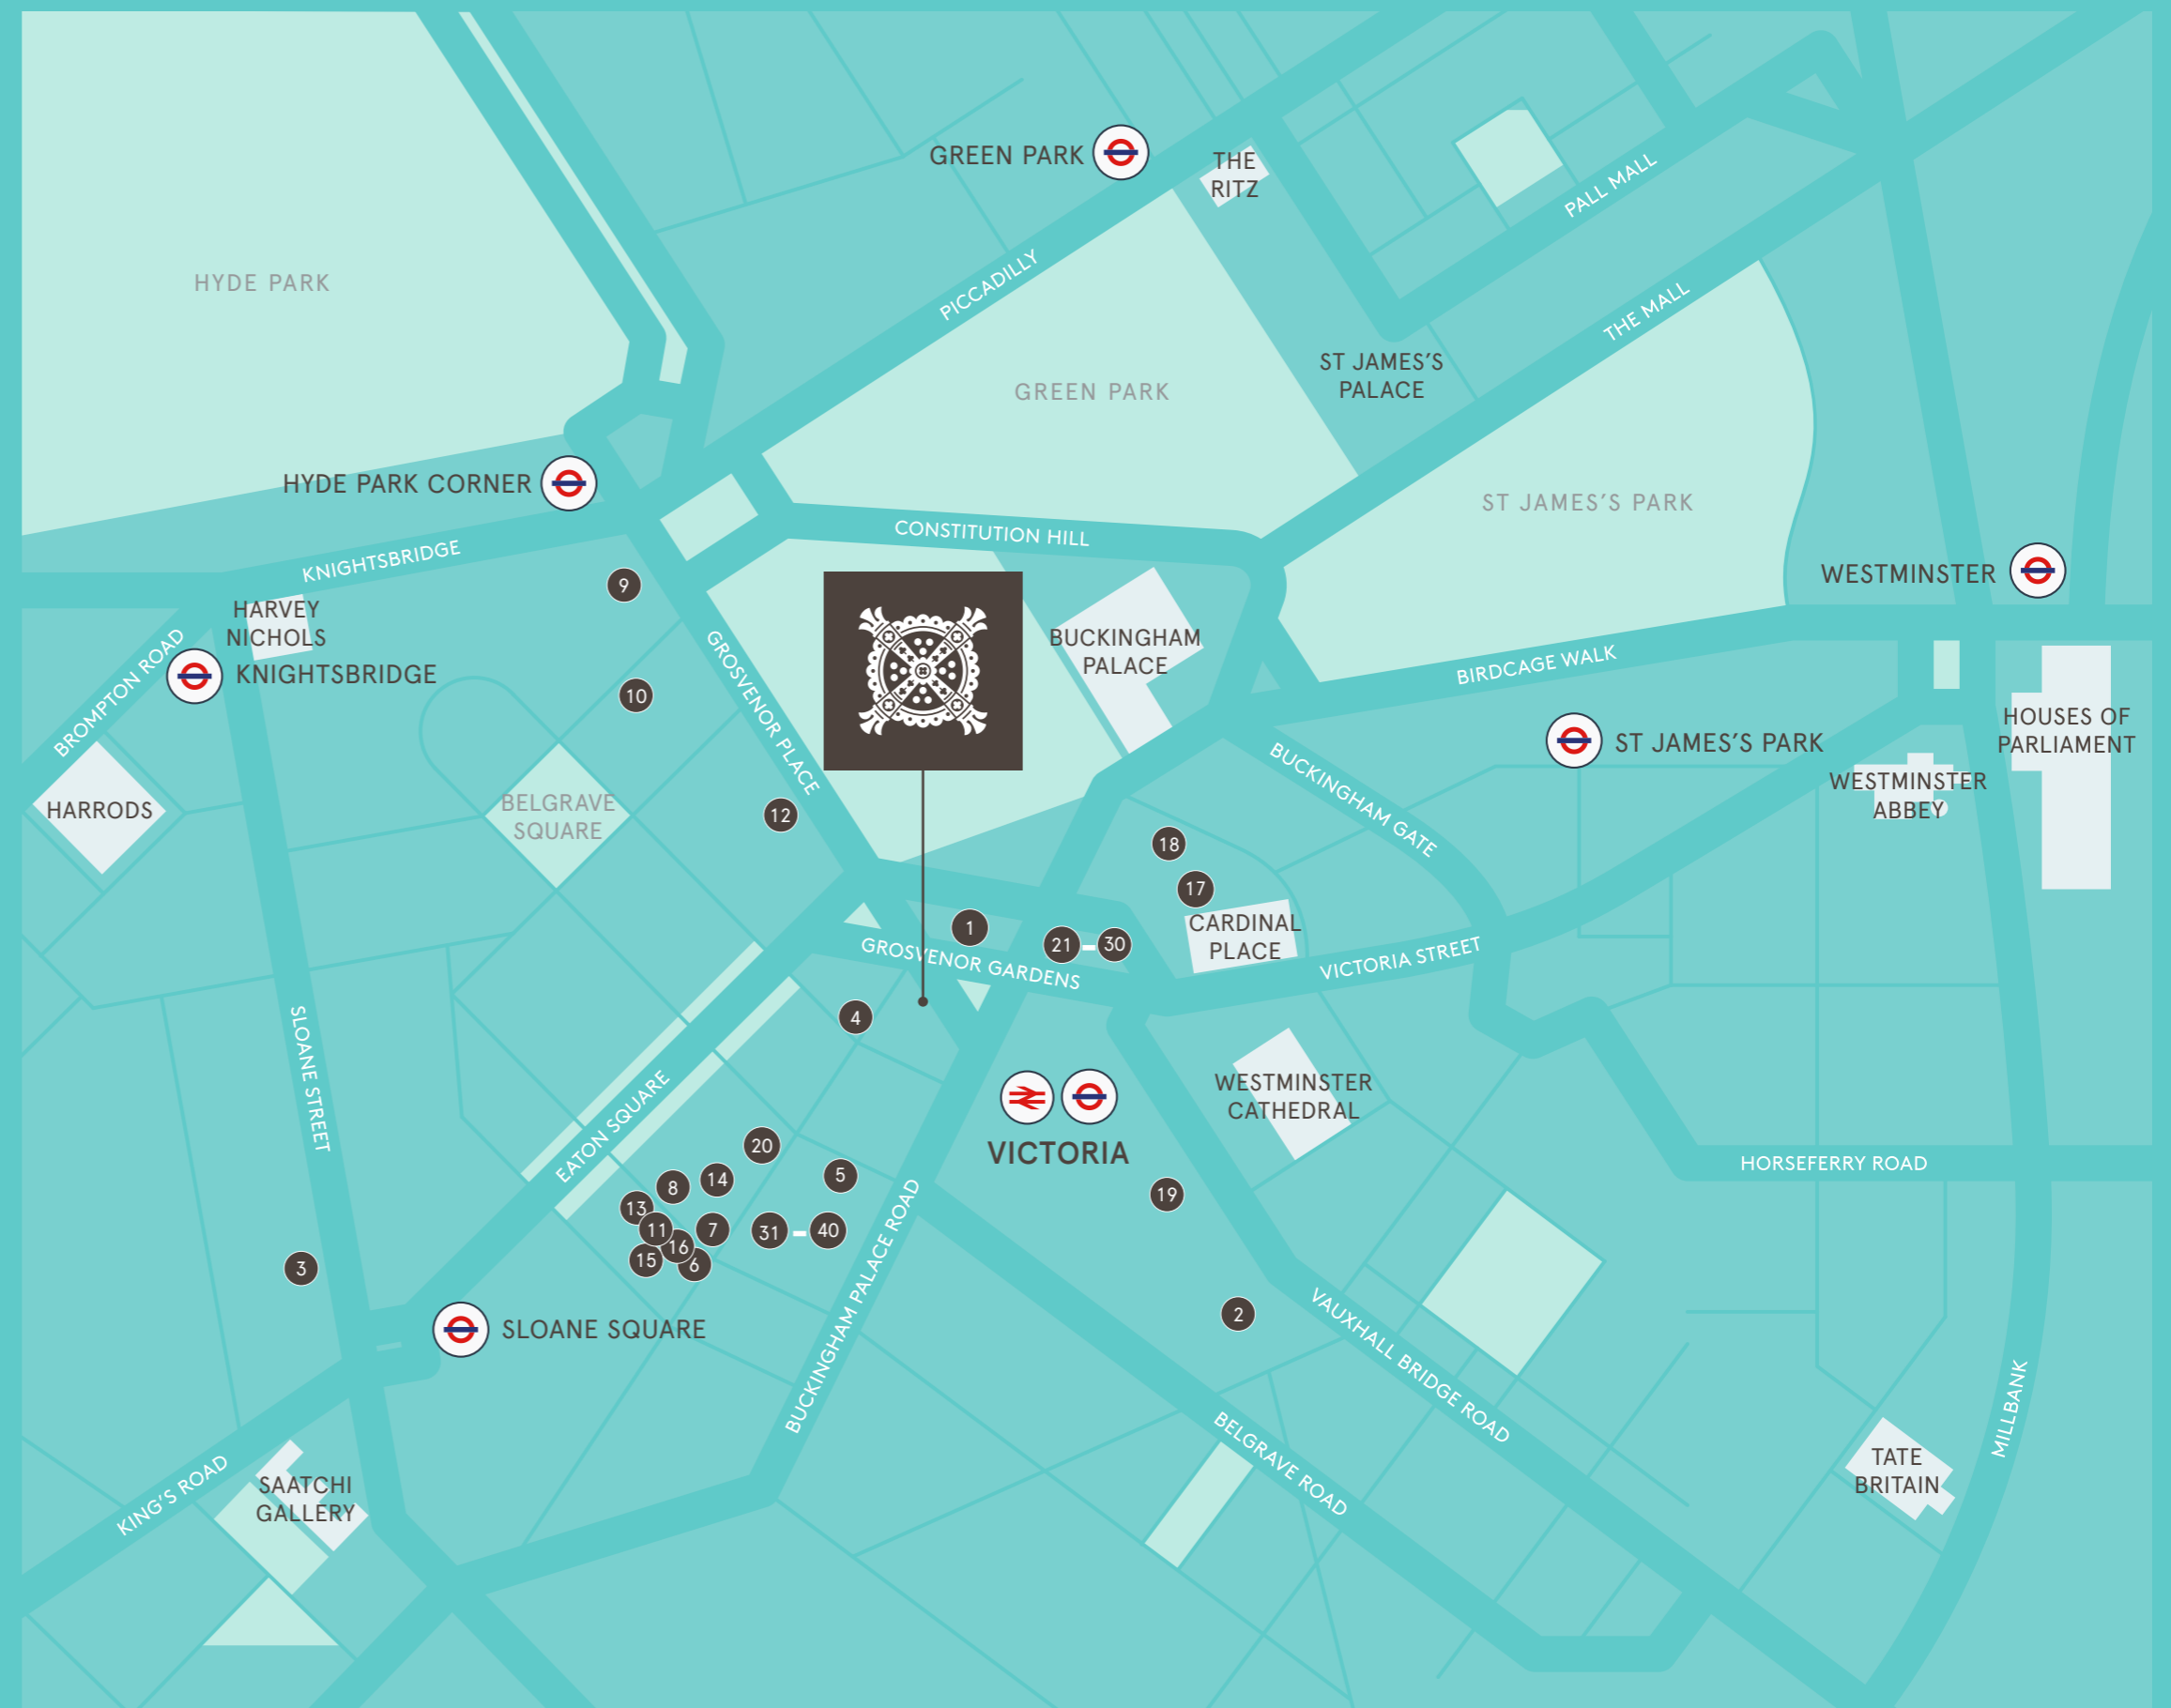 GREEN PARK
THE
RITZ
PALL MALL
HYDE PARK
PICCADILLY
THE MALL
ST JAMES'S
PALACE
GREEN PARK
HYDE PARK CORNER
ST JAMES'S PARK
CONSTITUTION HILL
KNIGHTSBRIDGE
WESTMINSTER
9
HARVEY
NICHOLS
BUCKINGHAM
PALACE
BIRDCAGE WALK
BROMPTON ROAD
KNIGHTSBRIDGE
10
GROSVENOR PLACE
HOUSES OF
PARLIAMENT
ST JAMES'S PARK
BUCKINGHAM GATE
WESTMINSTER
ABBEY
HARRODS
BELGRAVE
SQUARE
12
18
17
CARDINAL
PLACE
1
21
30
GROSVENOR GARDENS
VICTORIA STREET
4
SLOANE STREET
WESTMINSTER
CATHEDRAL
EATON SQUARE
VICTORIA
HORSEFERRY ROAD
20
5
14
8
13
11
7
31
40
16
15
6
19
3
BUCKINGHAM PALACE ROAD
2
SLOANE SQUARE
VAUXHALL BRIDGE ROAD
MILLBANK
BELGRAVE ROAD
TATE
BRITAIN
KING'S ROAD
SAATCHI
GALLERY